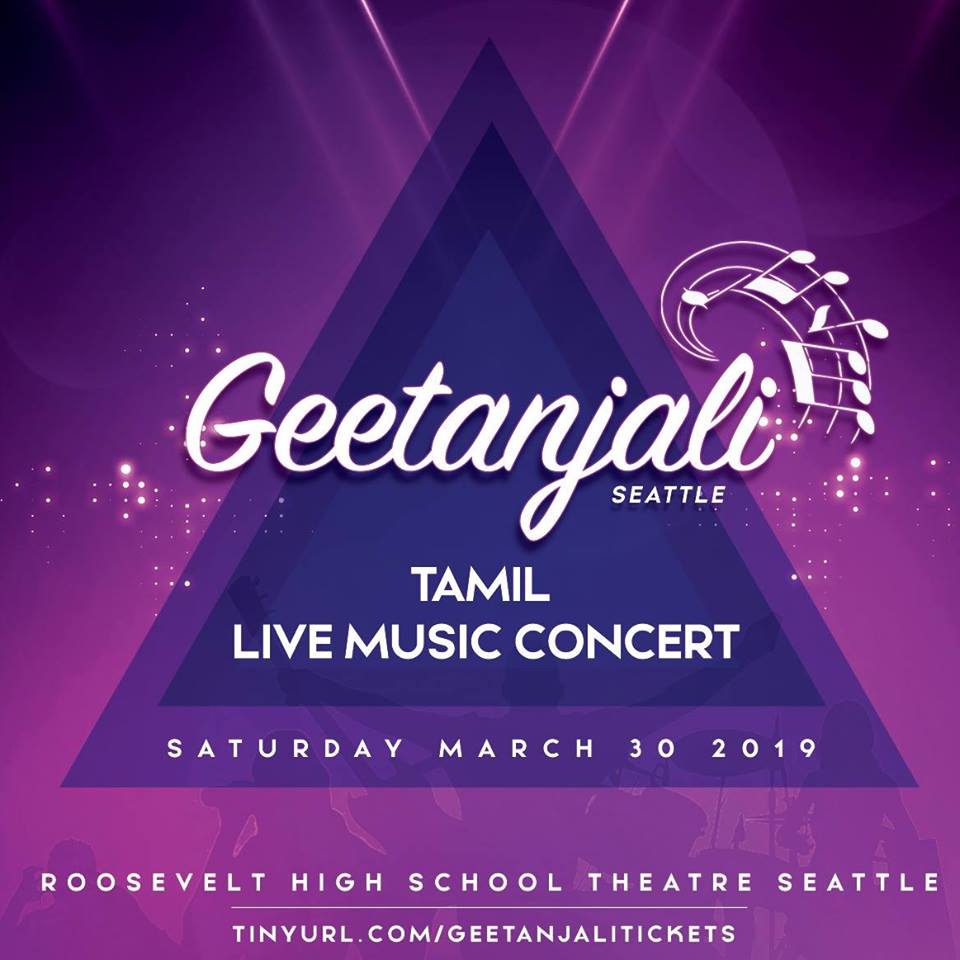 Geetanjali
SEATTLE
TAMIL
LIVE MUSIC CONCERT
SATURDAY MARCH 30 2019
ROOSEVELT HIGH SCHOOL THEATRE SEATTLE
TINYURL.COM/GEETANJALITICKETS